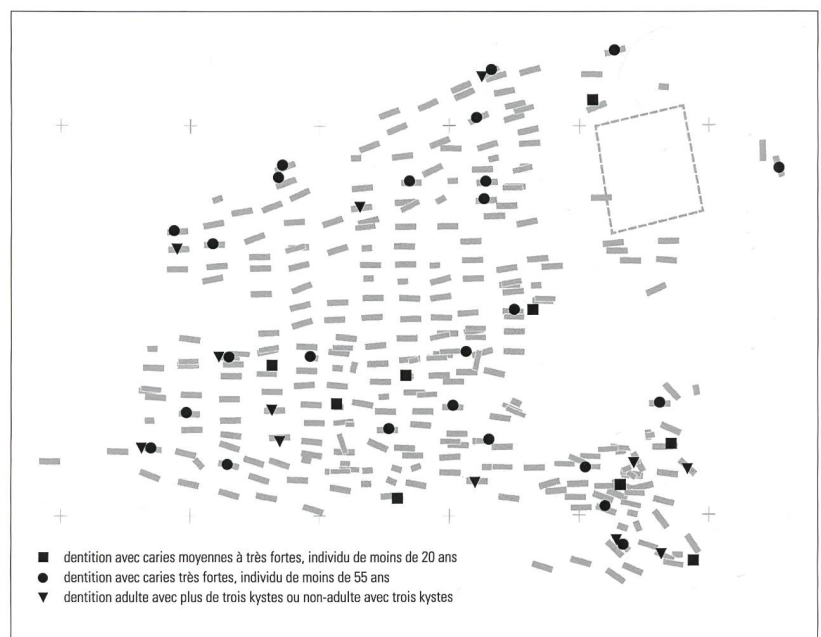 dentition avec caries moyennes à très fortes, individu de moins de 20 ans
dentition avec caries très fortes, individu de moins de 55 ans
dentition adulte avec plus de trois kystes ou non-adulte avec trois kystes